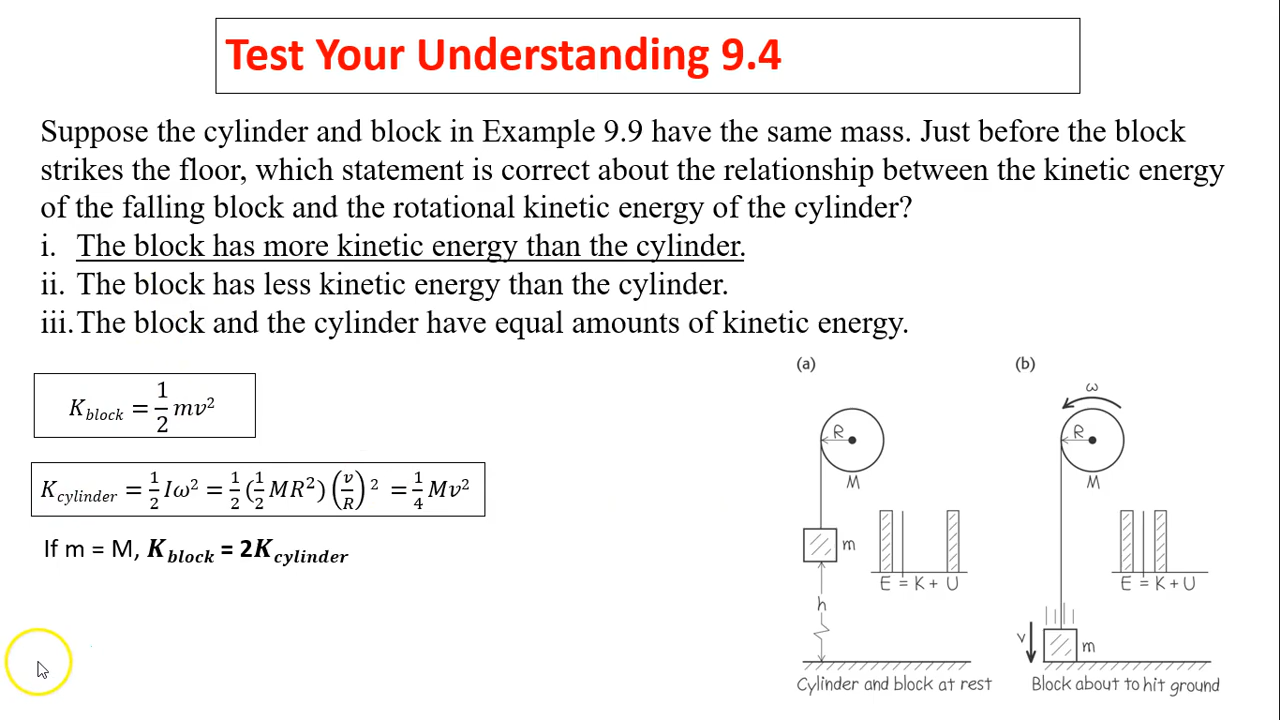 Test Your Understanding 9.4
Suppose the cylinder and block in Example 9.9 have the same mass. Just before the block
strikes the floor, which statement is correct about the relationship between the kinetic energy
of the falling block and the rotational kinetic energy of the cylinder?
i. The block has more kinetic energy than the cylinder.
ii. The block has less kinetic energy than the cylinder.
iii.The block and the cylinder have equal amounts of kinetic energy.
K_block = 1/2 mv²
K_cylinder = 1/2 Iω² = 1/2 (1/2 MR²) (v/R)² = 1/4 Mv²
If m = M, K_block = 2K_cylinder
(a)
R
M
m
E = K + U
h
Cylinder and block at rest
(b)
ω
R
M
E = K + U
v
m
Block about to hit ground